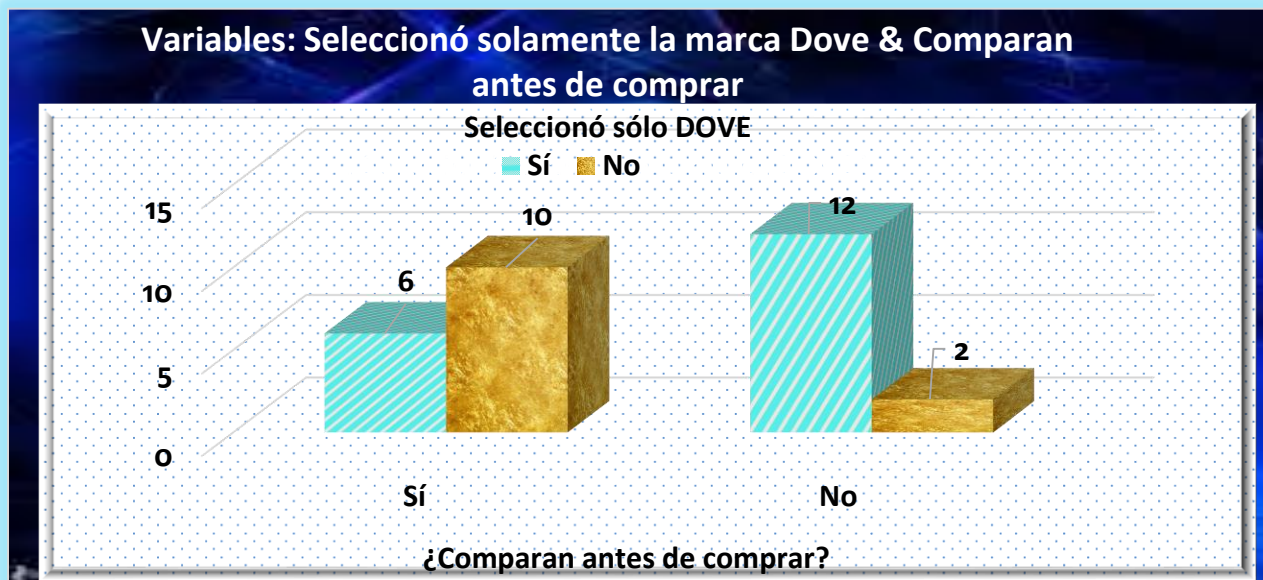 Variables: Seleccionó solamente la marca Dove & Comparan
antes de comprar
Seleccionó sólo DOVE
Sí No
15
10
5
0
6
10
12
2
Sí No
¿Comparan antes de comprar?